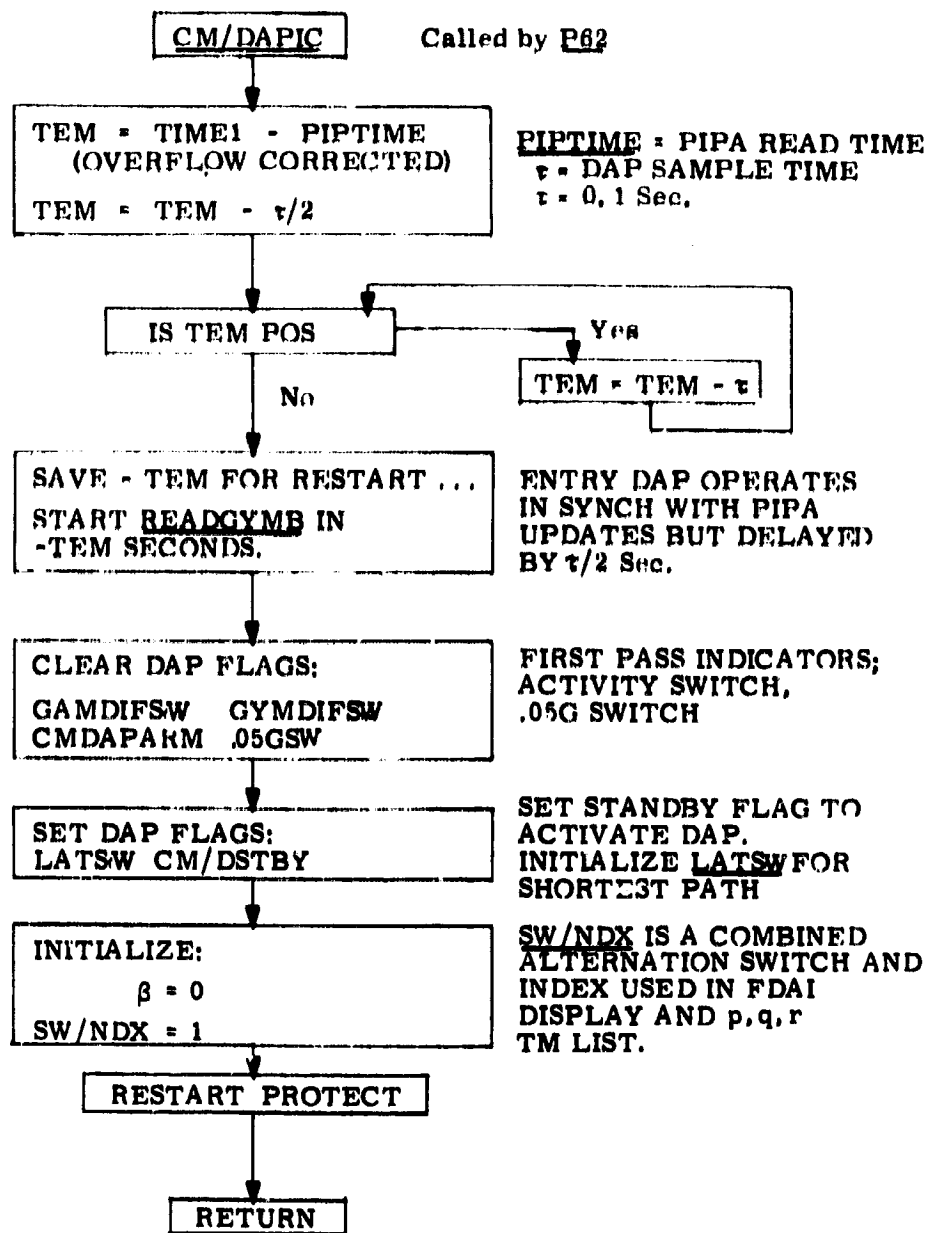 CM/DAPIC
Called by P62
TEM = TIME1 - PIPTIME
(OVERFLOW CORRECTED)
TEM = TEM - τ/2
PIPTIME = PIPA READ TIME
τ = DAP SAMPLE TIME
τ = 0.1 Sec.
IS TEM POS
Yes
TEM = TEM - τ
No
SAVE - TEM FOR RESTART ...
START READGYMB IN
-TEM SECONDS.
ENTRY DAP OPERATES
IN SYNCH WITH PIPA
UPDATES BUT DELAYED
BY τ/2 Sec.
CLEAR DAP FLAGS:
GAMDIFSW GYMDIFSW
CMDAPARM .05GSW
FIRST PASS INDICATORS;
ACTIVITY SWITCH,
.05G SWITCH
SET DAP FLAGS:
LATSW CM/DSTBY
SET STANDBY FLAG TO
ACTIVATE DAP.
INITIALIZE LATSW FOR
SHORTEST PATH
INITIALIZE:
β = 0
SW/NDX = 1
SW/NDX IS A COMBINED
ALTERNATION SWITCH AND
INDEX USED IN FDAI
DISPLAY AND p,q,r
TM LIST.
RESTART PROTECT
RETURN